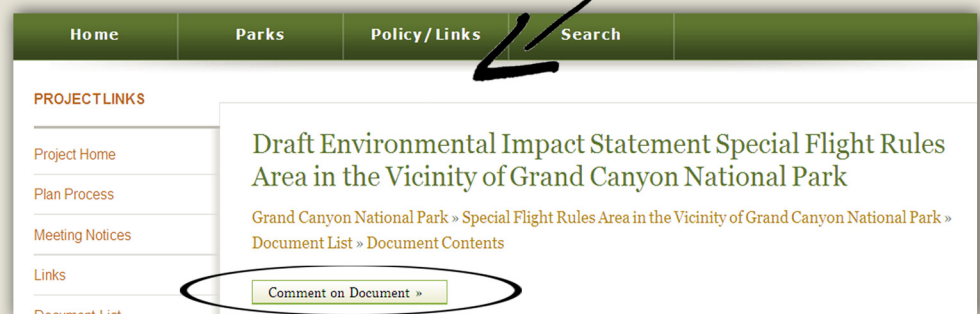 Home Parks Policy/Links Search
PROJECT LINKS
Project Home
Plan Process
Meeting Notices
Links
Document List
Draft Environmental Impact Statement Special Flight Rules
Area in the Vicinity of Grand Canyon National Park
Grand Canyon National Park » Special Flight Rules Area in the Vicinity of Grand Canyon National Park »
Document List » Document Contents
Comment on Document »